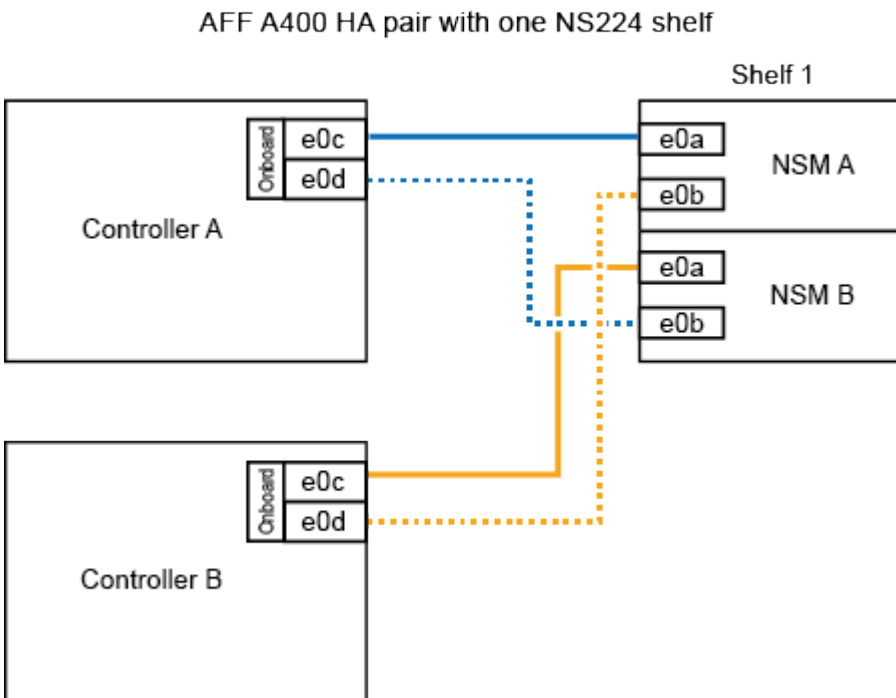 AFF A400 HA pair with one NS224 shelf
Shelf 1
Onboard
e0c
e0d
Controller A
e0a
e0b
NSM A
e0a
e0b
NSM B
Onboard
e0c
e0d
Controller B